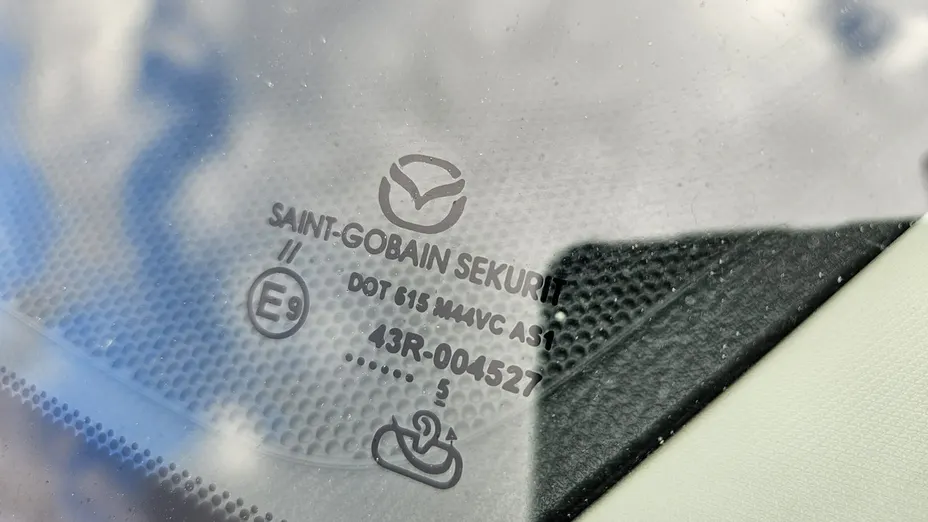 SAINT-GOBAIN SEKURIT
//
E9
DOT 615 M44VC AS1
43R-004527
......
5